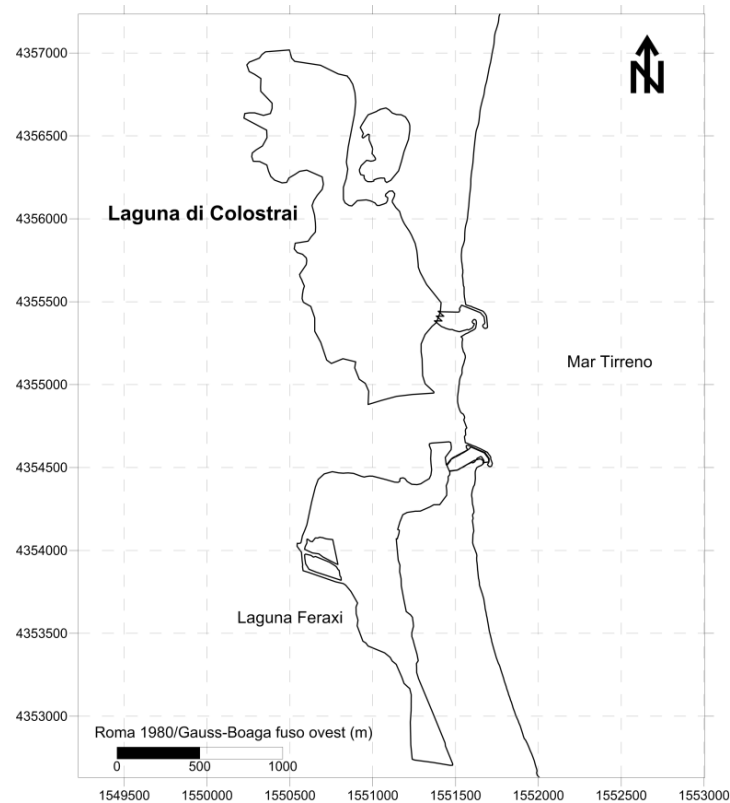 4357000
N
4356500
Laguna di Colostrai
4356000
4355500
Mar Tirreno
4355000
4354500
4354000
Laguna Feraxi
4353500
4353000
Roma 1980/Gauss-Boaga fuso ovest (m)
0 500 1000
1549500 1550000 1550500 1551000 1551500 1552000 1552500 1553000